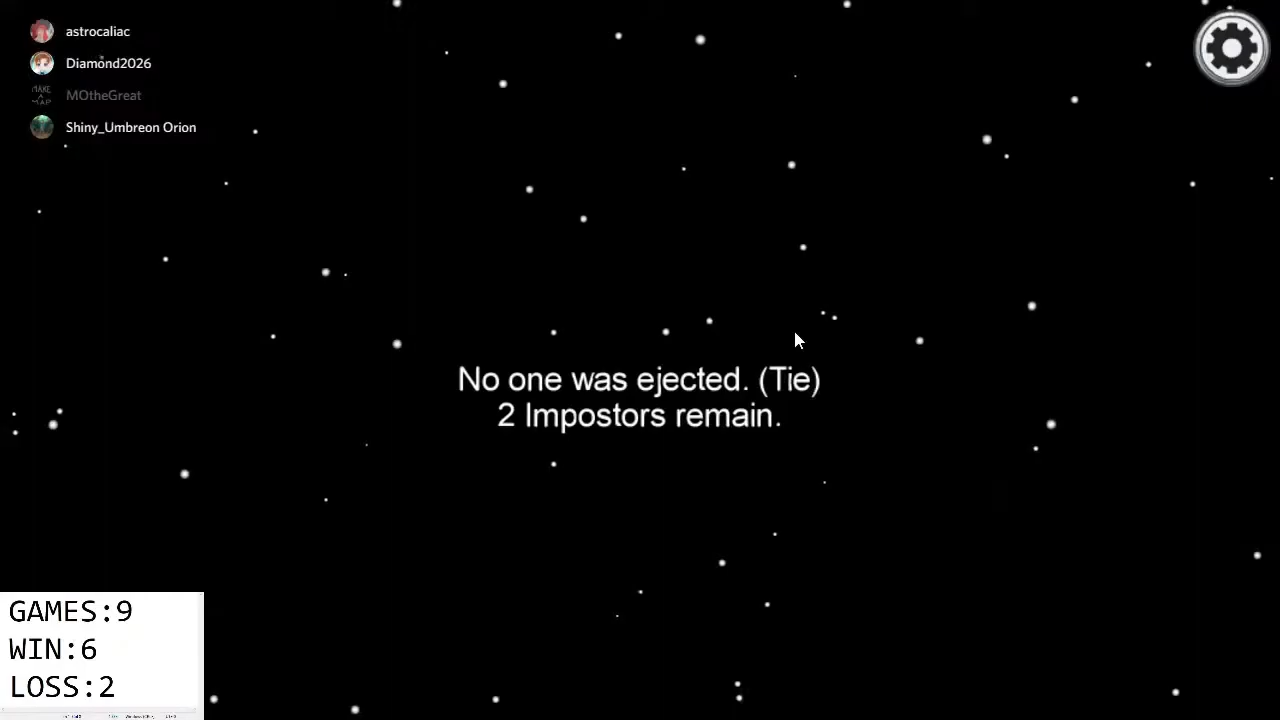 astrocaliac
Diamond2026
MOtheGreat
Shiny_Umbreon Orion
No one was ejected. (Tie)
2 Impostors remain.
GAMES:9
WIN:6
LOSS:2